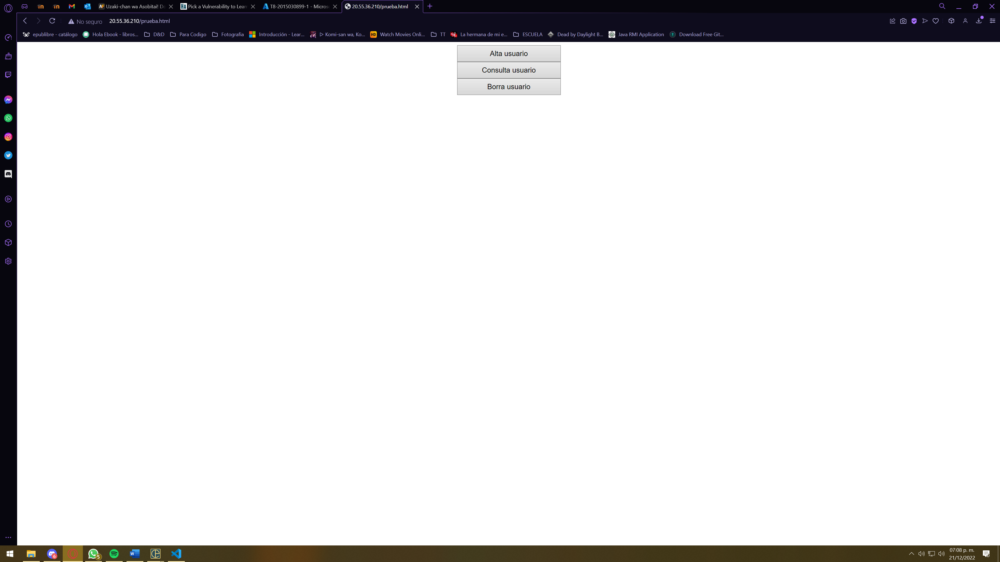 Uzaki-chan wa Asobitai! Do
Pick a Vulnerability to Lear
T8-2015030899-1 - Micros
20.55.36.210/prueba.html
No seguro
20.55.36.210/prueba.html
epublibre - catálogo
Hola Ebook - libros...
D&D
Para Codigo
Fotografia
Introducción - Lear...
ᐅ Komi-san wa, Ko...
HD
Watch Movies Onli...
TT
La hermana de mi e...
ESCUELA
Dead by Daylight B...
Java RMI Application
Download Free Git...
Alta usuario
Consulta usuario
Borra usuario
6
5
07:08 p. m.
21/12/2022